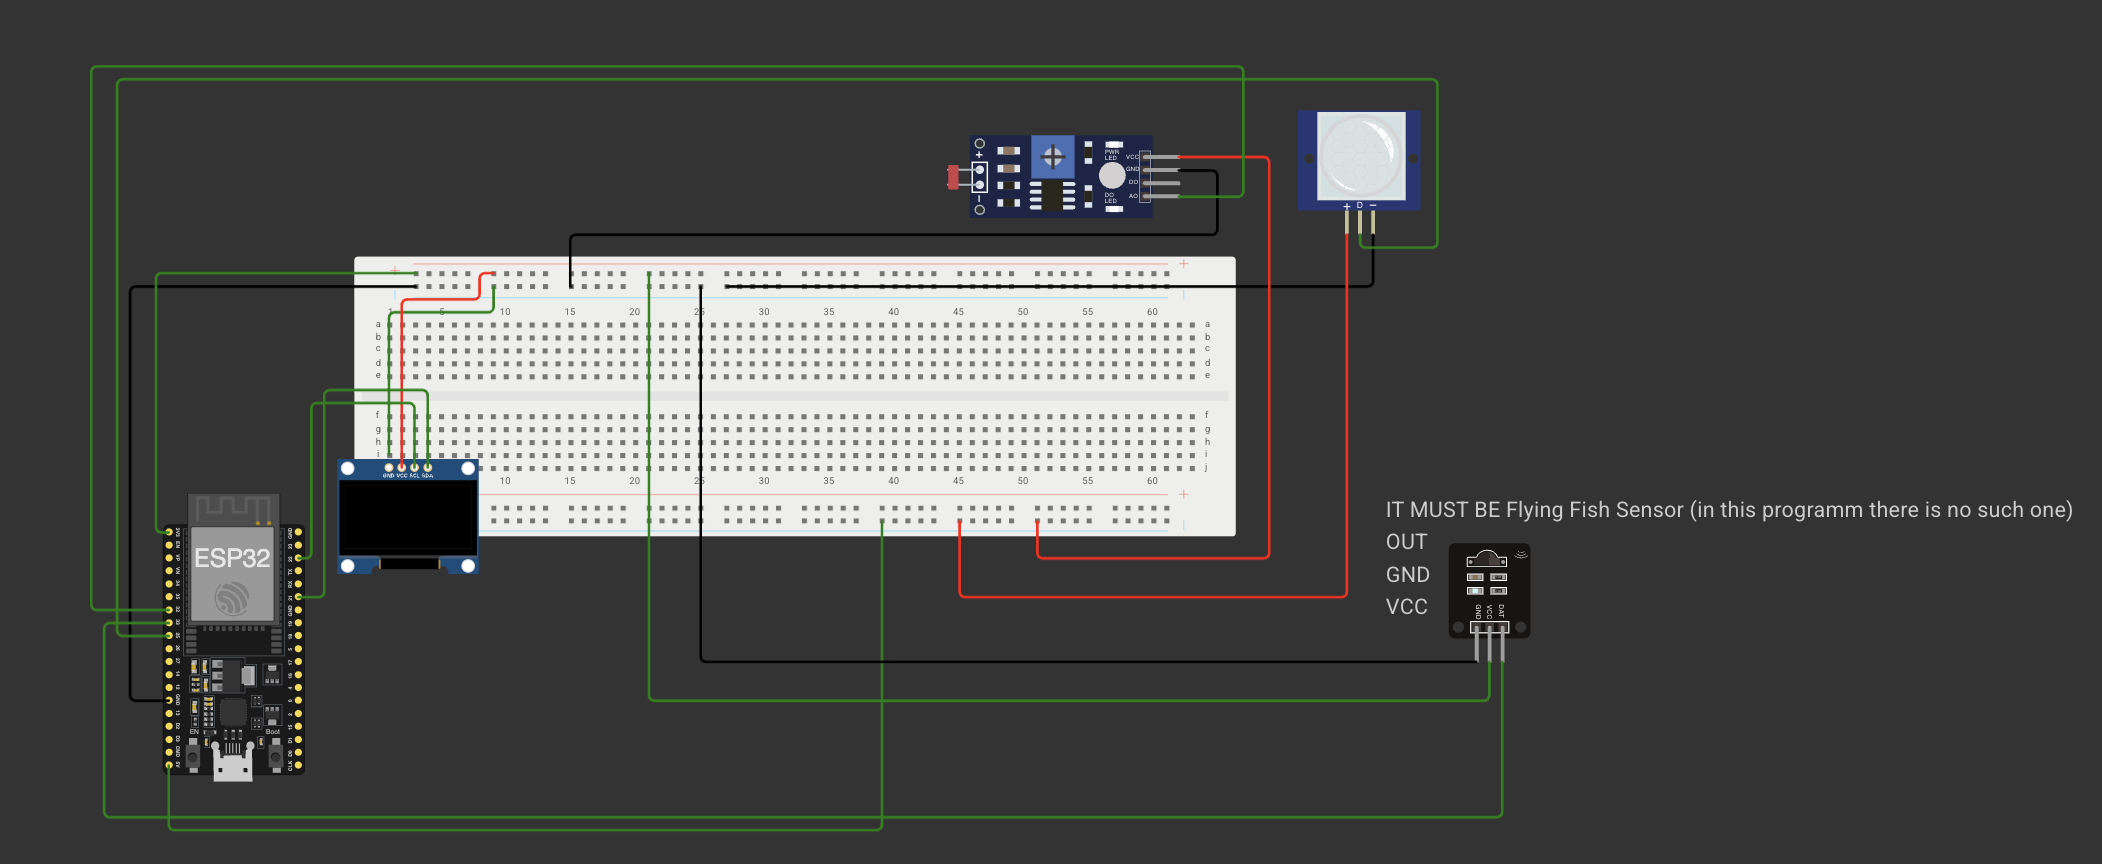 PWR
LED
VCC
GND
DO
AO
DO
LED
+ D −
5 10 15 20 25 30 35 40 45 50 55 60
a a
b b
c c
d d
e e
f f
g g
h h
i i
j j
GND VCC SCL SDA
10 15 20 25 30 35 40 45 50 55 60
IT MUST BE Flying Fish Sensor (in this programm there is no such one)
OUT
GND
VCC
GND VCC DAT
ESP32
EN Boot